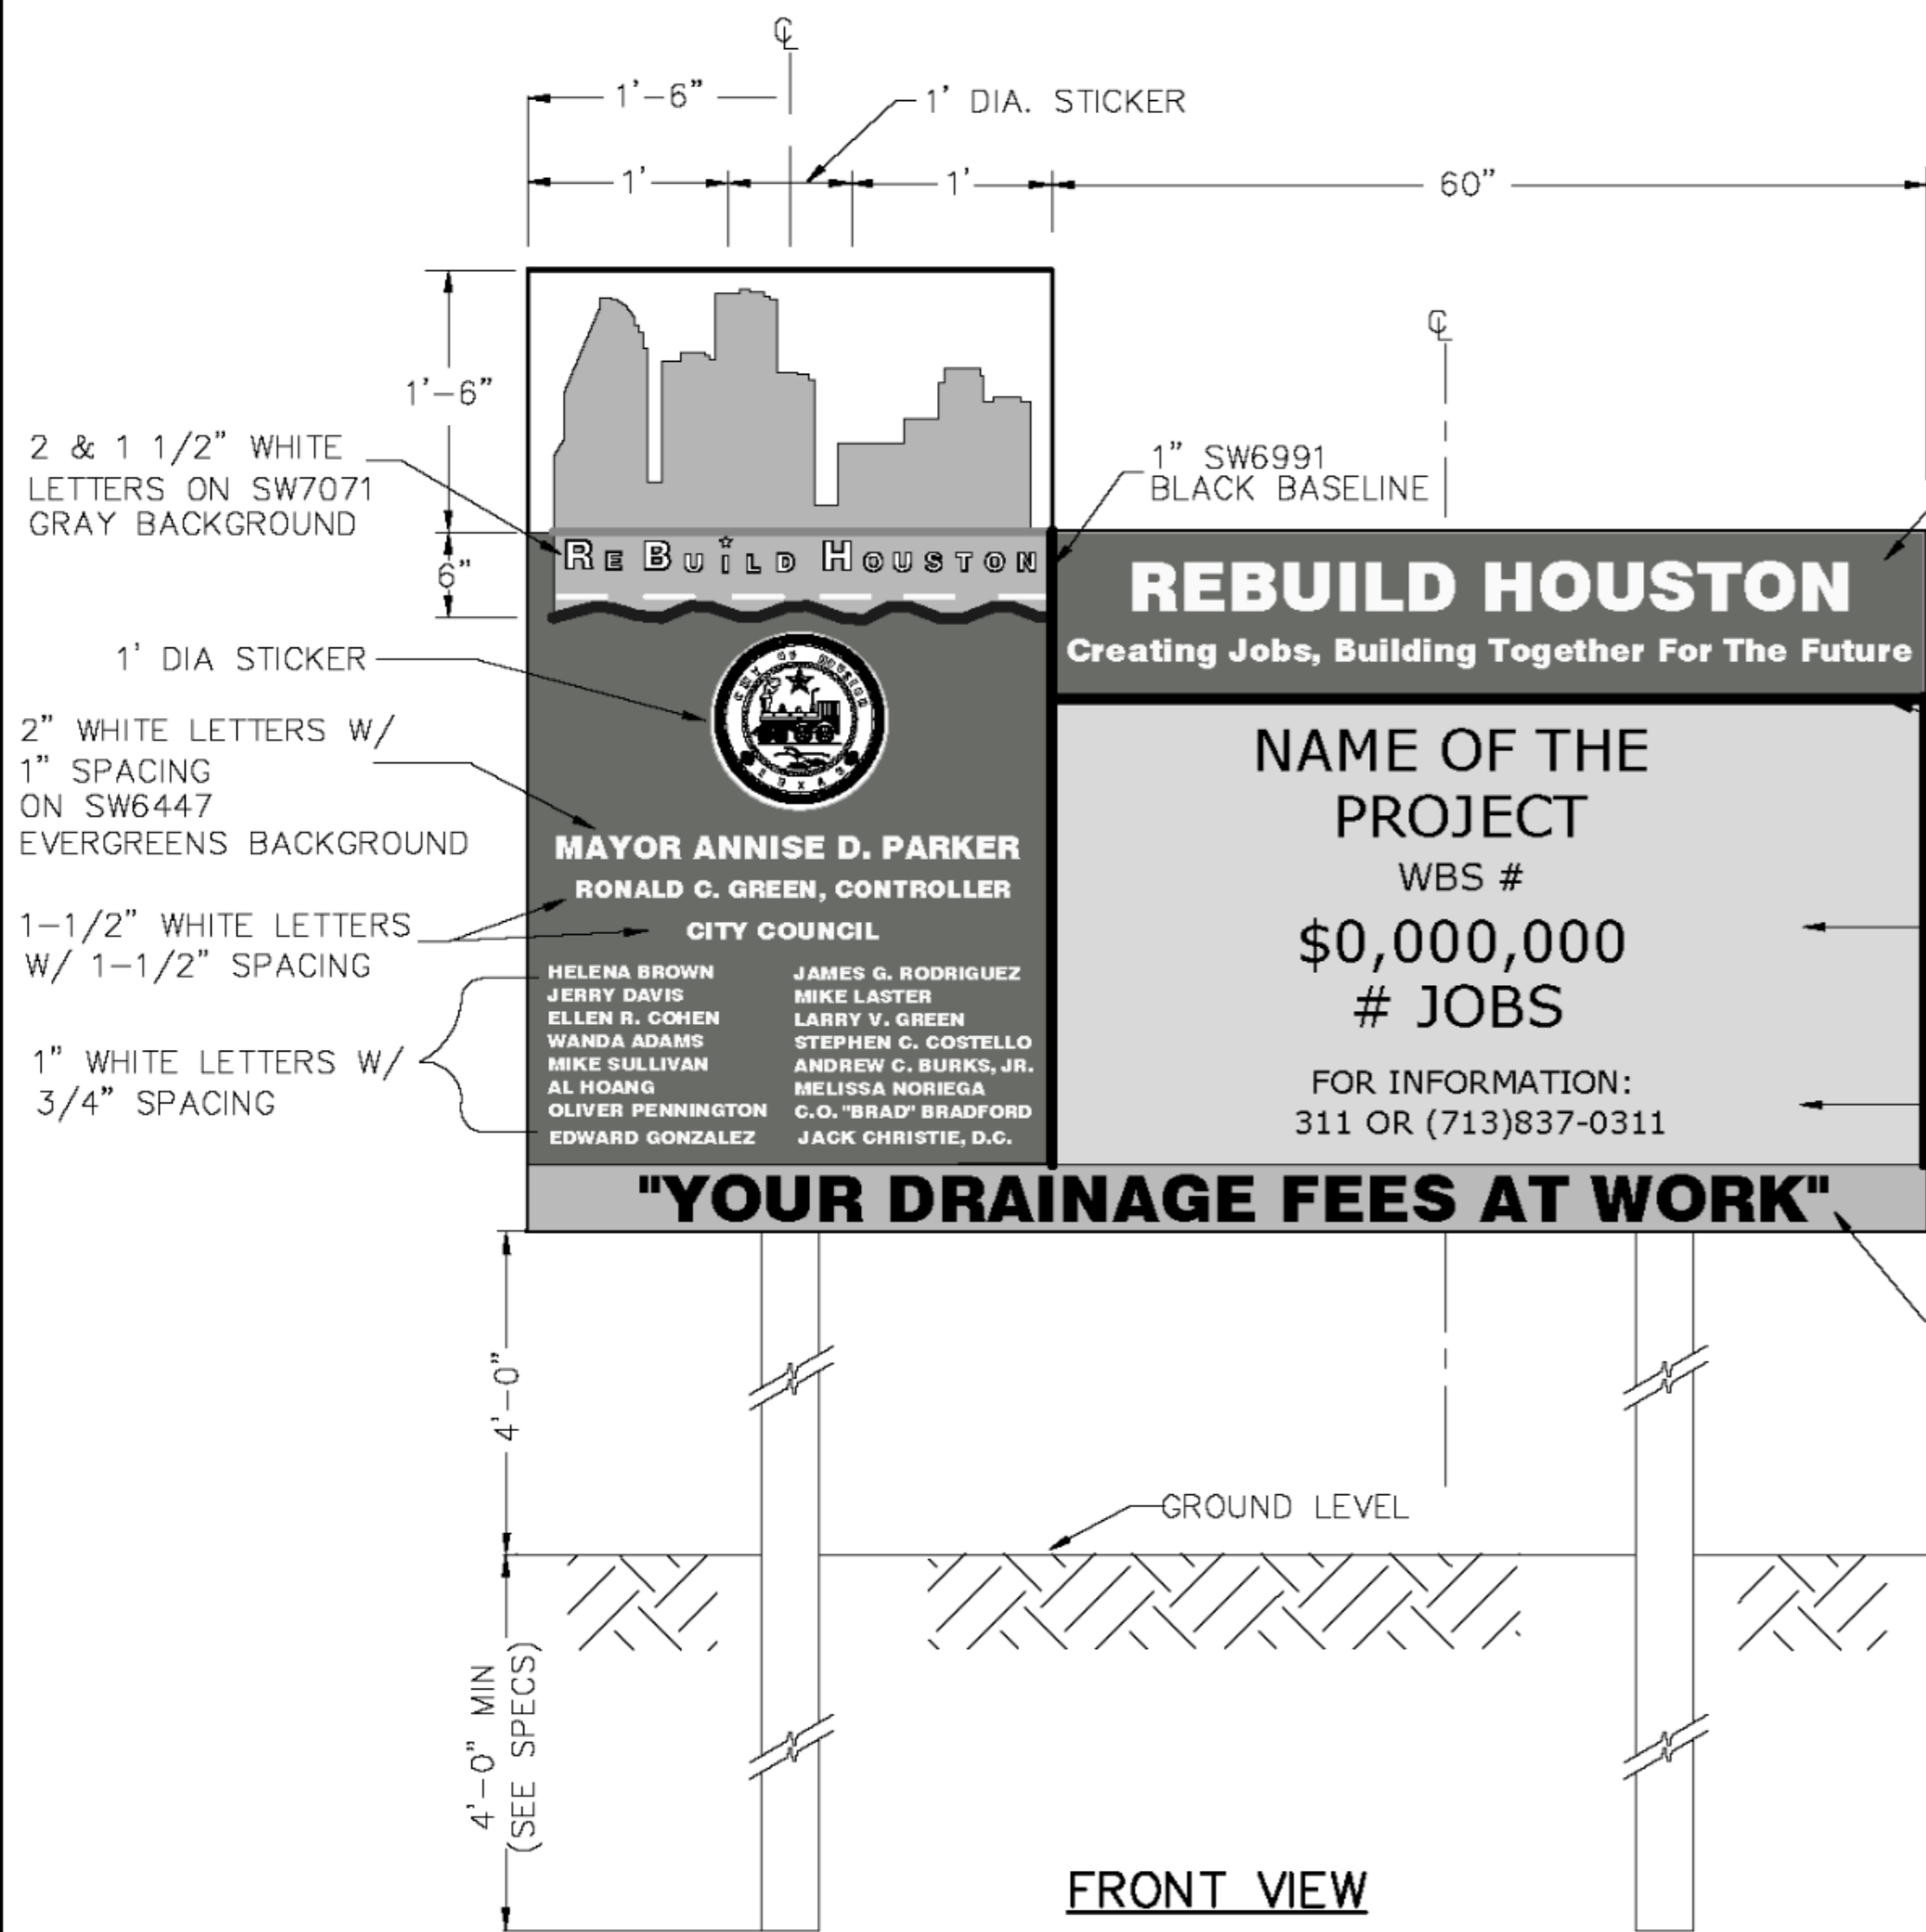 ℄
1'-6"
1' DIA. STICKER
1'
1'
60"
℄
1'-6"
2 & 1 1/2" WHITE
LETTERS ON SW7071
GRAY BACKGROUND
1" SW6991
BLACK BASELINE
6"
REBUILD HOUSTON
REBUILD HOUSTON
Creating Jobs, Building Together For The Future
1' DIA STICKER
CITY OF HOUSTON
TEXAS
2" WHITE LETTERS W/
1" SPACING
ON SW6447
EVERGREENS BACKGROUND
NAME OF THE
PROJECT
WBS #
$0,000,000
# JOBS
FOR INFORMATION:
311 OR (713)837-0311
MAYOR ANNISE D. PARKER
RONALD C. GREEN, CONTROLLER
CITY COUNCIL
1-1/2" WHITE LETTERS
W/ 1-1/2" SPACING
HELENA BROWN
JERRY DAVIS
ELLEN R. COHEN
WANDA ADAMS
MIKE SULLIVAN
AL HOANG
OLIVER PENNINGTON
EDWARD GONZALEZ
JAMES G. RODRIGUEZ
MIKE LASTER
LARRY V. GREEN
STEPHEN C. COSTELLO
ANDREW C. BURKS, JR.
MELISSA NORIEGA
C.O. "BRAD" BRADFORD
JACK CHRISTIE, D.C.
1" WHITE LETTERS W/
3/4" SPACING
"YOUR DRAINAGE FEES AT WORK"
4'-0"
GROUND LEVEL
4'-0" MIN
(SEE SPECS)
FRONT VIEW